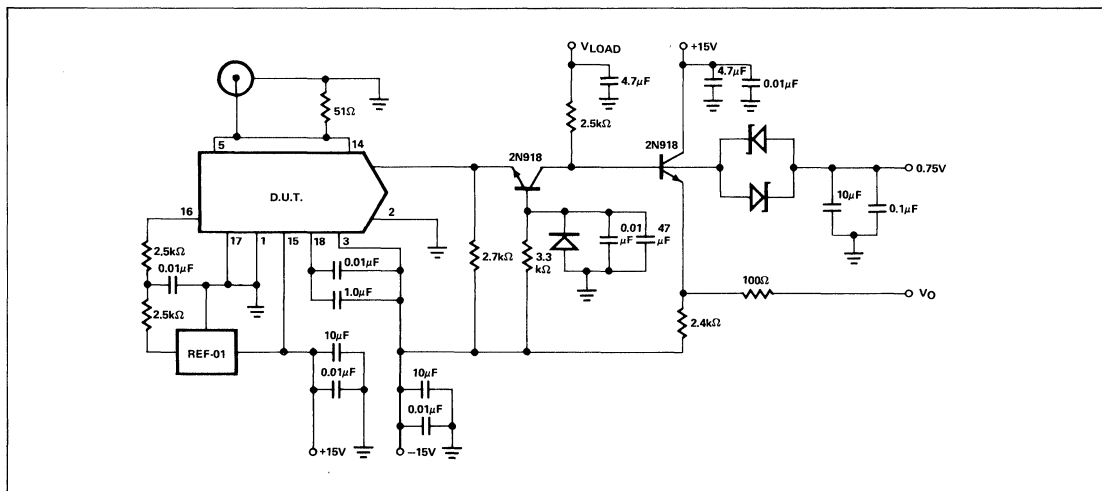 V_LOAD
+15V
4.7μF
4.7μF
0.01μF
51Ω
2.5kΩ
5
14
2N918
2N918
0.75V
D.U.T.
16
2
10μF
0.1μF
17
1
15
18
3
2.5kΩ
0.01μF
2.7kΩ
3.3
kΩ
0.01
μF
47
μF
0.01μF
1.0μF
100Ω
V_O
2.5kΩ
2.4kΩ
REF-01
10μF
0.01μF
10μF
0.01μF
+15V
-15V